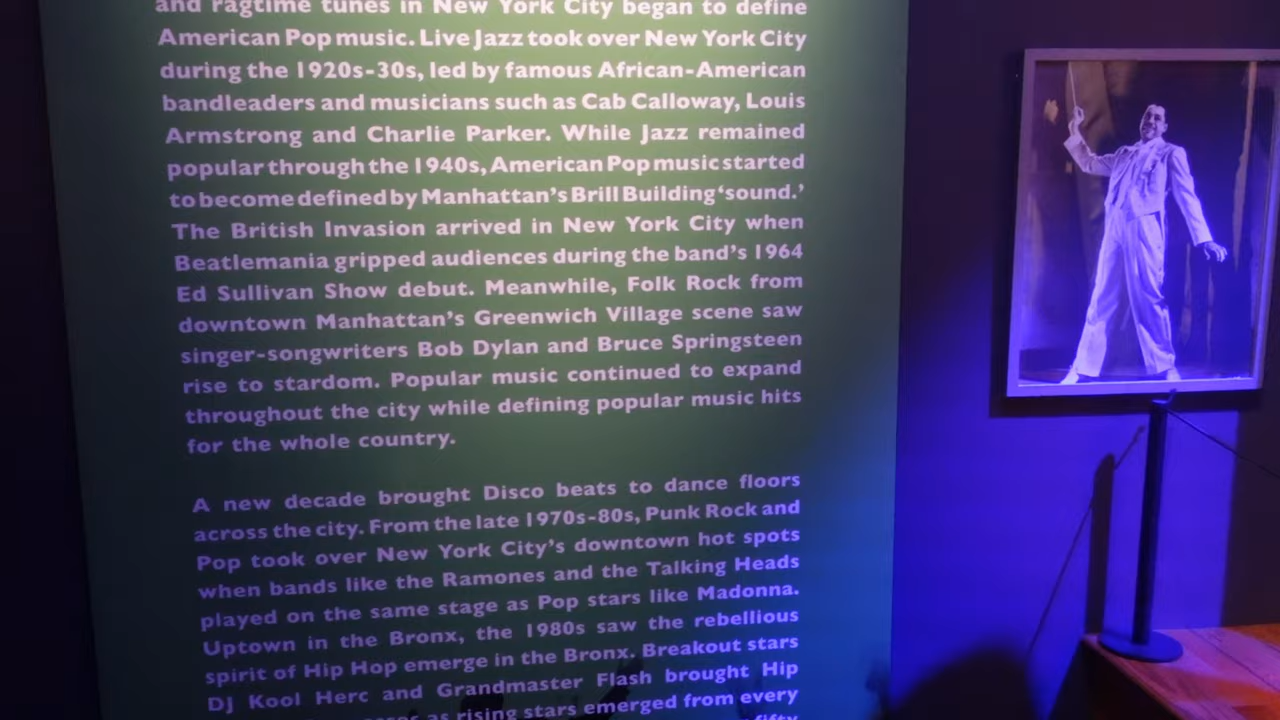 and ragtime tunes in New York City began to define
American Pop music. Live Jazz took over New York City
during the 1920s-30s, led by famous African-American
bandleaders and musicians such as Cab Calloway, Louis
Armstrong and Charlie Parker. While Jazz remained
popular through the 1940s, American Pop music started
to become defined by Manhattan's Brill Building 'sound.'
The British Invasion arrived in New York City when
Beatlemania gripped audiences during the band's 1964
Ed Sullivan Show debut. Meanwhile, Folk Rock from
downtown Manhattan's Greenwich Village scene saw
singer-songwriters Bob Dylan and Bruce Springsteen
rise to stardom. Popular music continued to expand
throughout the city while defining popular music hits
for the whole country.
A new decade brought Disco beats to dance floors
across the city. From the late 1970s-80s, Punk Rock and
Pop took over New York City's downtown hot spots
when bands like the Ramones and the Talking Heads
played on the same stage as Pop stars like Madonna.
Uptown in the Bronx, the 1980s saw the rebellious
spirit of Hip Hop emerge in the Bronx. Breakout stars
DJ Kool Herc and Grandmaster Flash brought Hip
as rising stars emerged from every
fifty